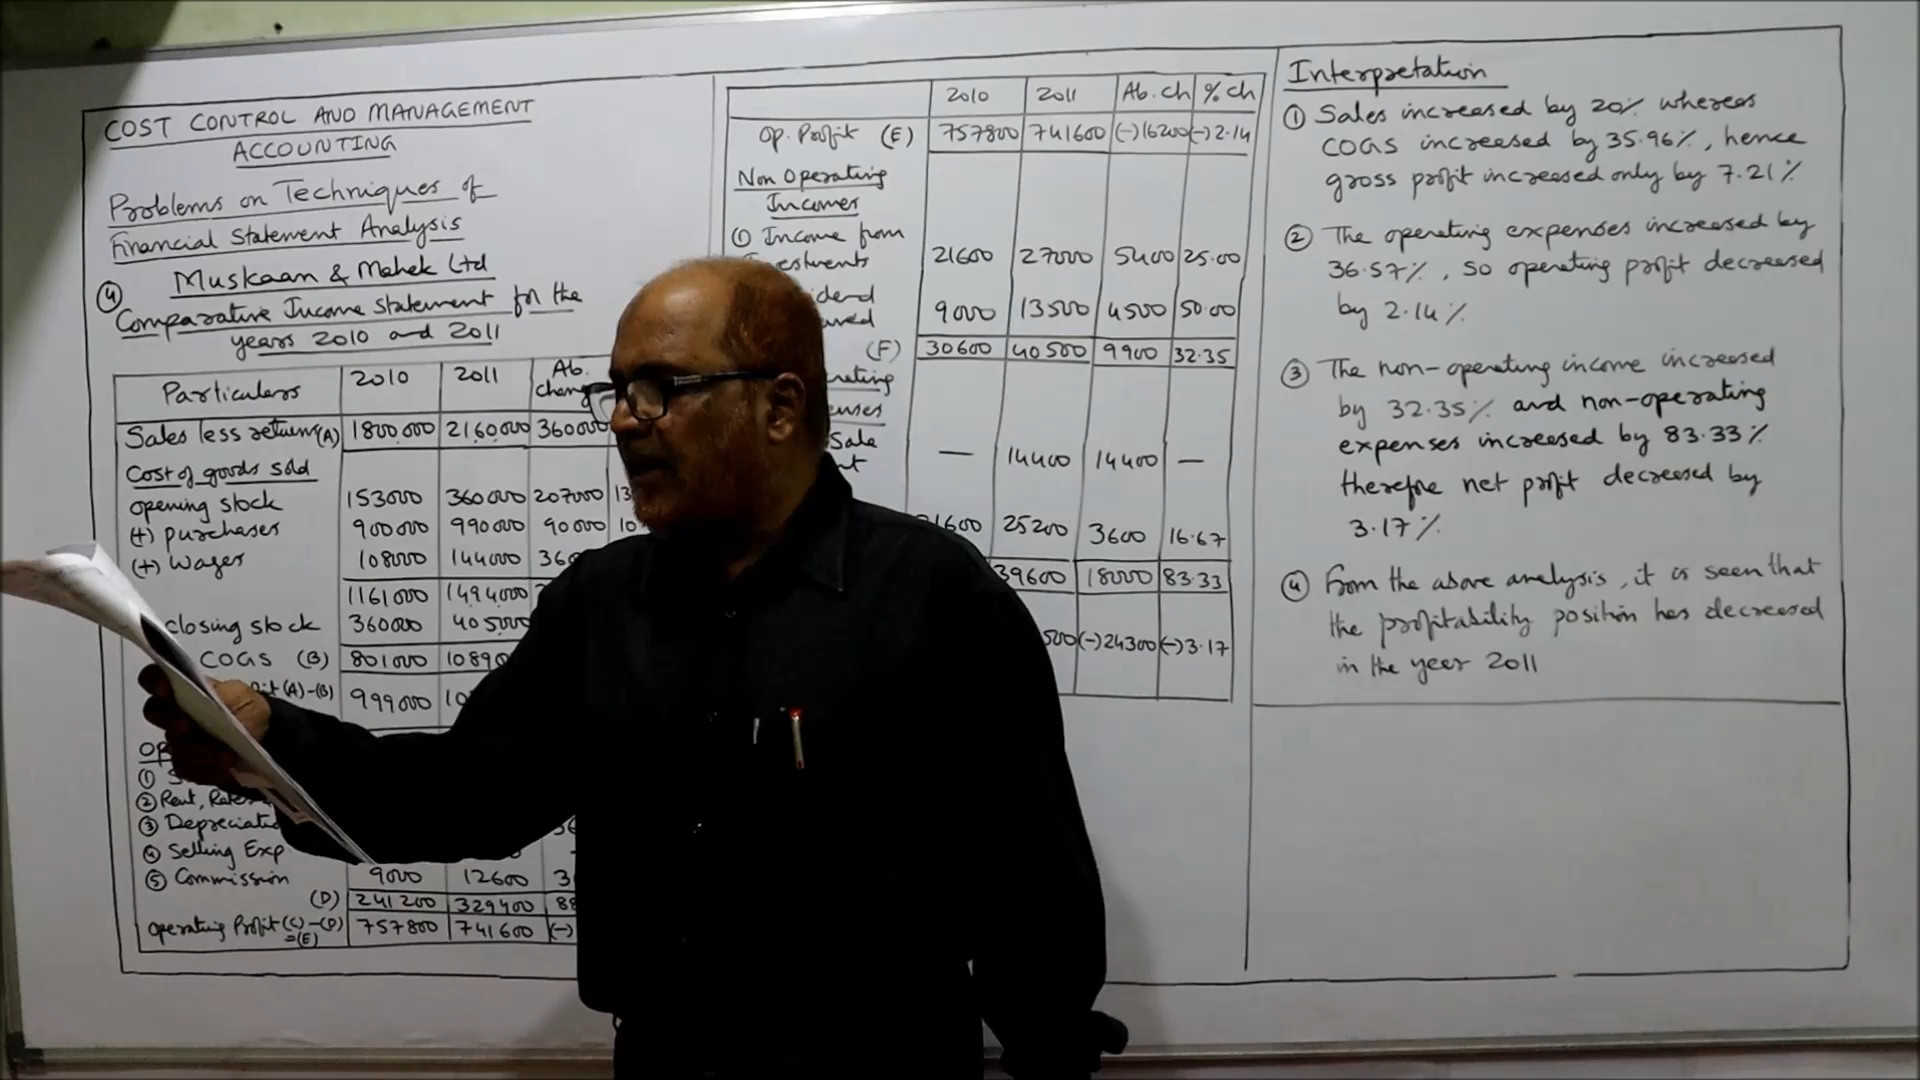 COST CONTROL AND MANAGEMENT
ACCOUNTING
Problems on Techniques of
Financial Statement Analysis
④ Muskaan & Mahek Ltd
Comparative Income Statement for the
years 2010 and 2011
Particulars 2010 2011 Ab.
Sales less returns(A) 1800,000 2160,000 360000
Cost of goods sold
opening stock 153000 360000 207000
(+) purchases 900000 990000 90000
(+) Wages 108000 144000
1161000 1494000
closing stock 360000 405000
COGS (B) 801000
(A)-(B) 999000
①
② Rent,
③
④ Selling Exp
⑤ Commission 9000 12600
(D) 241200 329400
Operating Profit (C)-(D) 757800 741600 (-)
=(E)
2010 2011 Ab.ch % ch
Op. Profit (E) 757800 741600 (-)16200 (-)2.14
Non Operating
Incomes
① Income from
21600 27000 5400 25.00
9000 13500 4500 50.00
(F) 30600 40500 9900 32.35
Sale
— 14400 14400 —
25200 3600 16.67
39600 18000 83.33
(-)24300 (-)3.17
Interpretation
① Sales increased by 20% whereas
COGS increased by 35.96%, hence
gross profit increased only by 7.21%
② The operating expenses increased by
36.57%, so operating profit decreased
by 2.14%
③ The non-operating income increased
by 32.35% and non-operating
expenses increased by 83.33%
therefore net profit decreased by
3.17%
④ From the above analysis, it is seen that
the profitability position has decreased
in the year 2011